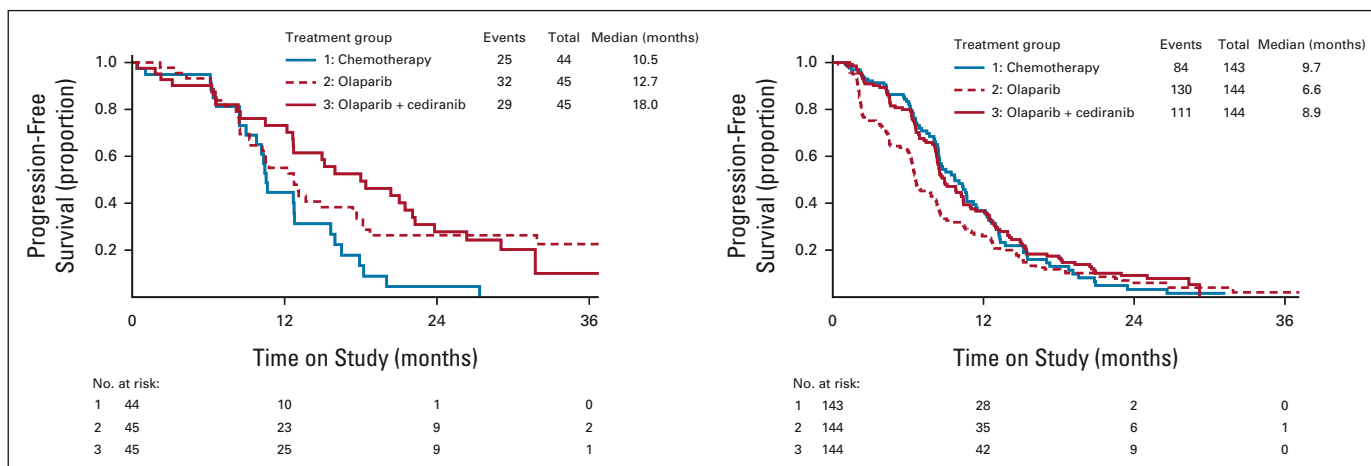 Treatment group Events Total Median (months)
1: Chemotherapy 25 44 10.5
2: Olaparib 32 45 12.7
3: Olaparib + cediranib 29 45 18.0
1.0
0.8
0.6
0.4
0.2
Progression-Free
Survival (proportion)
0 12 24 36
Time on Study (months)
No. at risk:
1 44 10 1 0
2 45 23 9 2
3 45 25 9 1
Treatment group Events Total Median (months)
1: Chemotherapy 84 143 9.7
2: Olaparib 130 144 6.6
3: Olaparib + cediranib 111 144 8.9
1.0
0.8
0.6
0.4
0.2
Progression-Free
Survival (proportion)
0 12 24 36
Time on Study (months)
No. at risk:
1 143 28 2 0
2 144 35 6 1
3 144 42 9 0